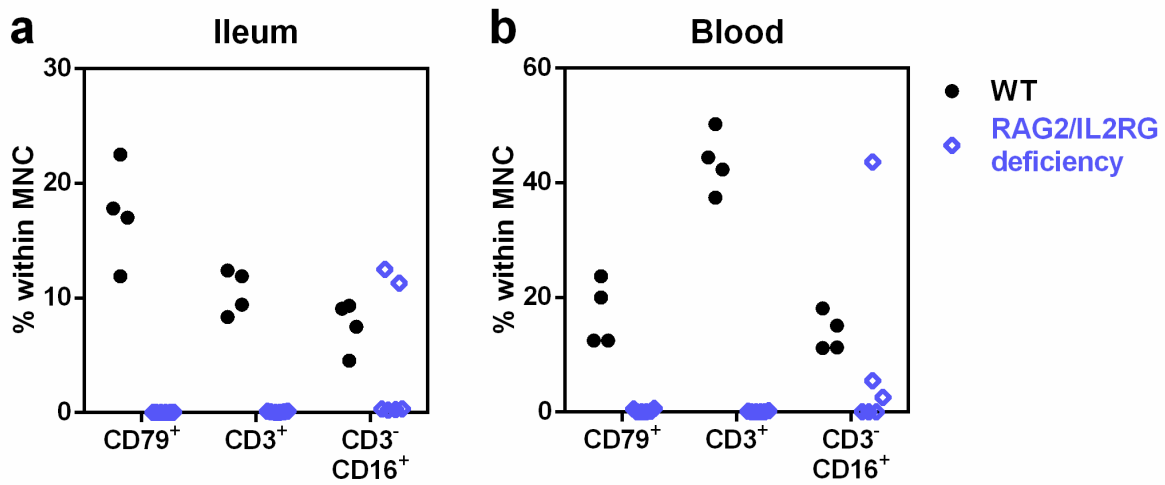 a
Ileum
% within MNC
30
20
10
0
CD79⁺
CD3⁺
CD3⁻
CD16⁺
b
Blood
% within MNC
60
40
20
0
CD79⁺
CD3⁺
CD3⁻
CD16⁺
WT
RAG2/IL2RG
deficiency